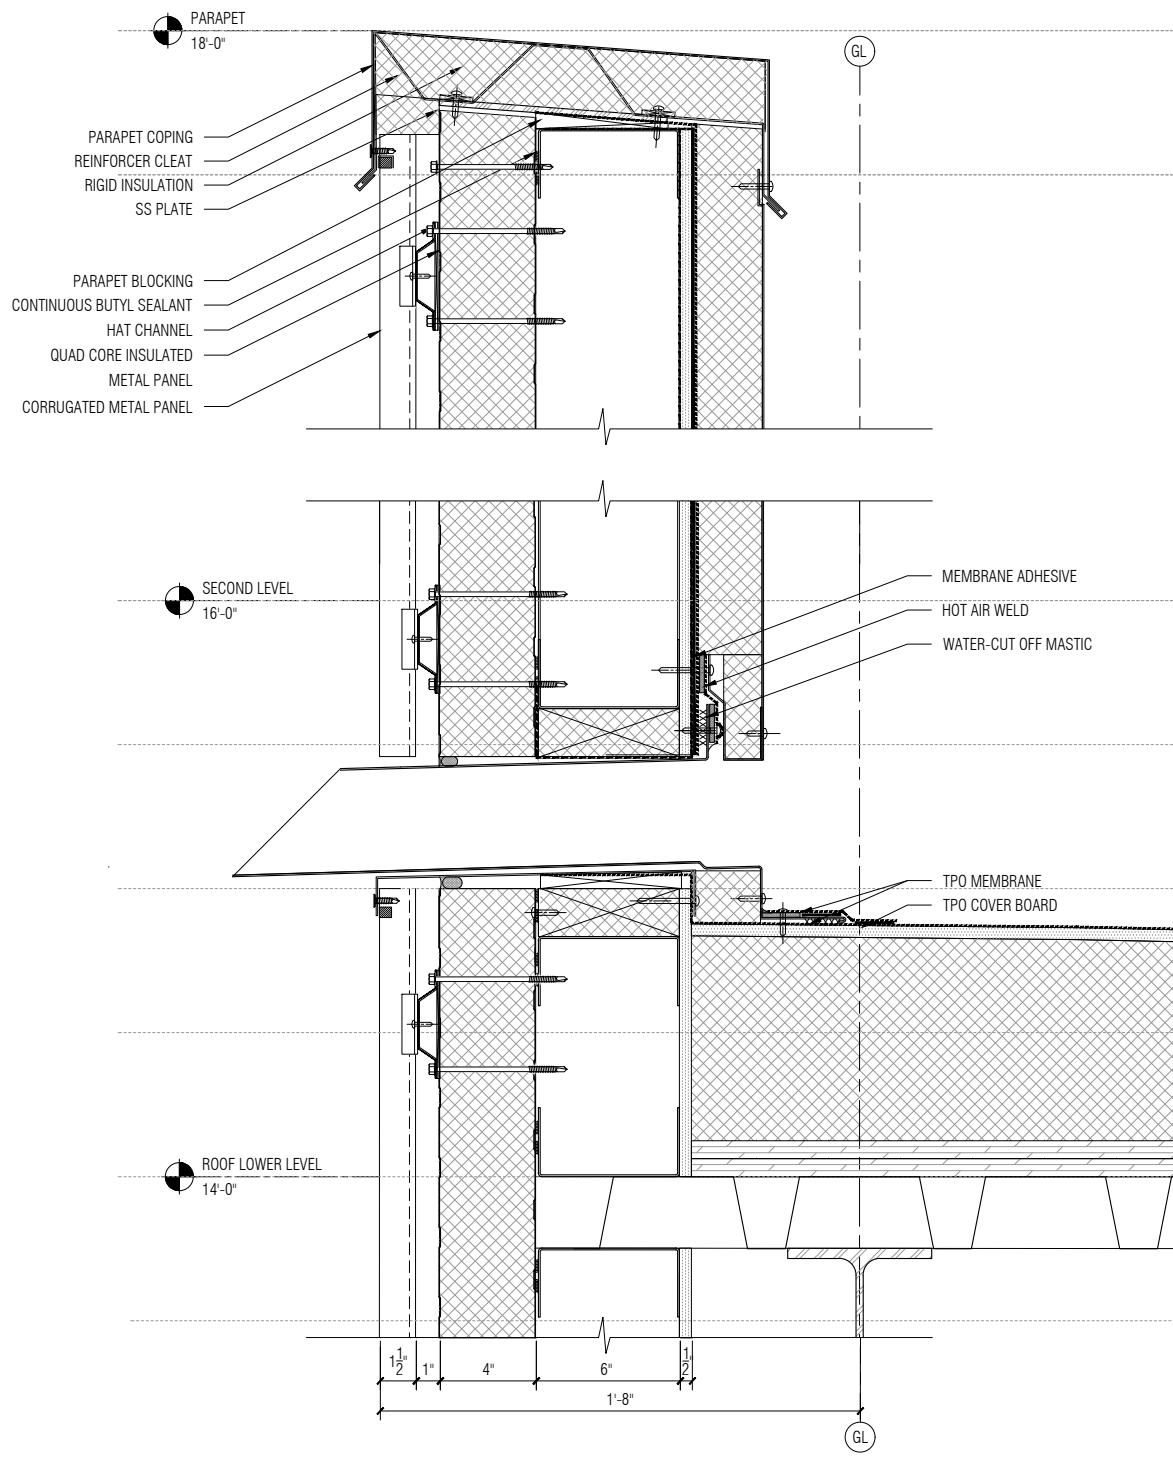 PARAPET
18'-0"
GL
PARAPET COPING
REINFORCER CLEAT
RIGID INSULATION
SS PLATE
PARAPET BLOCKING
CONTINUOUS BUTYL SEALANT
HAT CHANNEL
QUAD CORE INSULATED
METAL PANEL
CORRUGATED METAL PANEL
SECOND LEVEL
16'-0"
MEMBRANE ADHESIVE
HOT AIR WELD
WATER-CUT OFF MASTIC
TPO MEMBRANE
TPO COVER BOARD
ROOF LOWER LEVEL
14'-0"
1 1/2" 1" 4" 6" 1/2"
1'-8"
GL